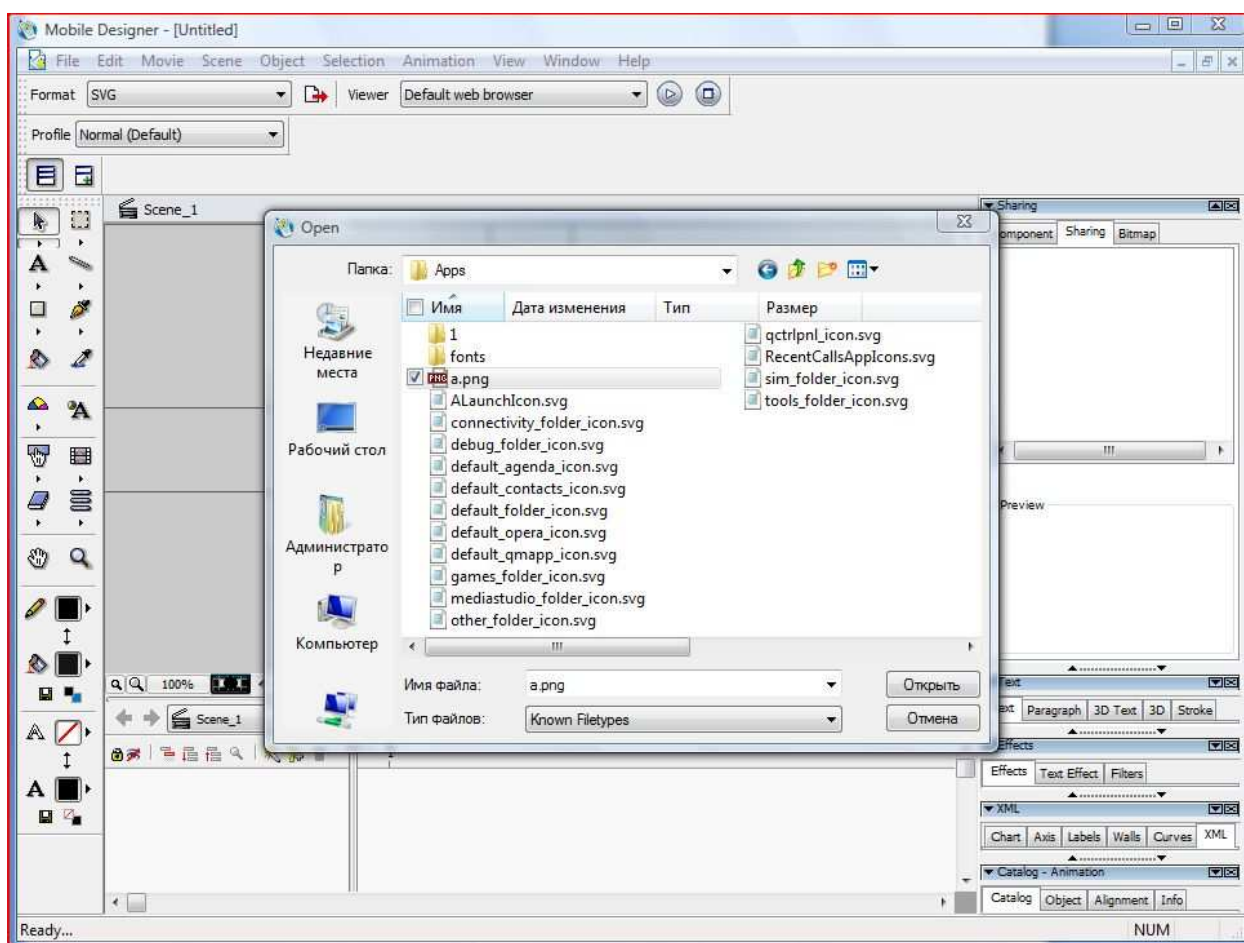 Mobile Designer - [Untitled]
File Edit Movie Scene Object Selection Animation View Window Help
Format SVG Viewer Default web browser
Profile Normal (Default)
Scene_1
Open
Папка: Apps
Имя Дата изменения Тип Размер
1
fonts
a.png
ALaunchIcon.svg
connectivity_folder_icon.svg
debug_folder_icon.svg
default_agenda_icon.svg
default_contacts_icon.svg
default_folder_icon.svg
default_opera_icon.svg
default_qmapp_icon.svg
games_folder_icon.svg
mediastudio_folder_icon.svg
other_folder_icon.svg
qctrlpnl_icon.svg
RecentCallsAppIcons.svg
sim_folder_icon.svg
tools_folder_icon.svg
Недавние
места
Рабочий стол
Администрато
р
Компьютер
Имя файла: a.png Открыть
Тип файлов: Known Filetypes Отмена
Sharing
omponent Sharing Bitmap
Preview
100%
Scene_1
Text
ext Paragraph 3D Text 3D Stroke
Effects
Effects Text Effect Filters
XML
Chart Axis Labels Walls Curves XML
Catalog - Animation
Catalog Object Alignment Info
Ready... NUM